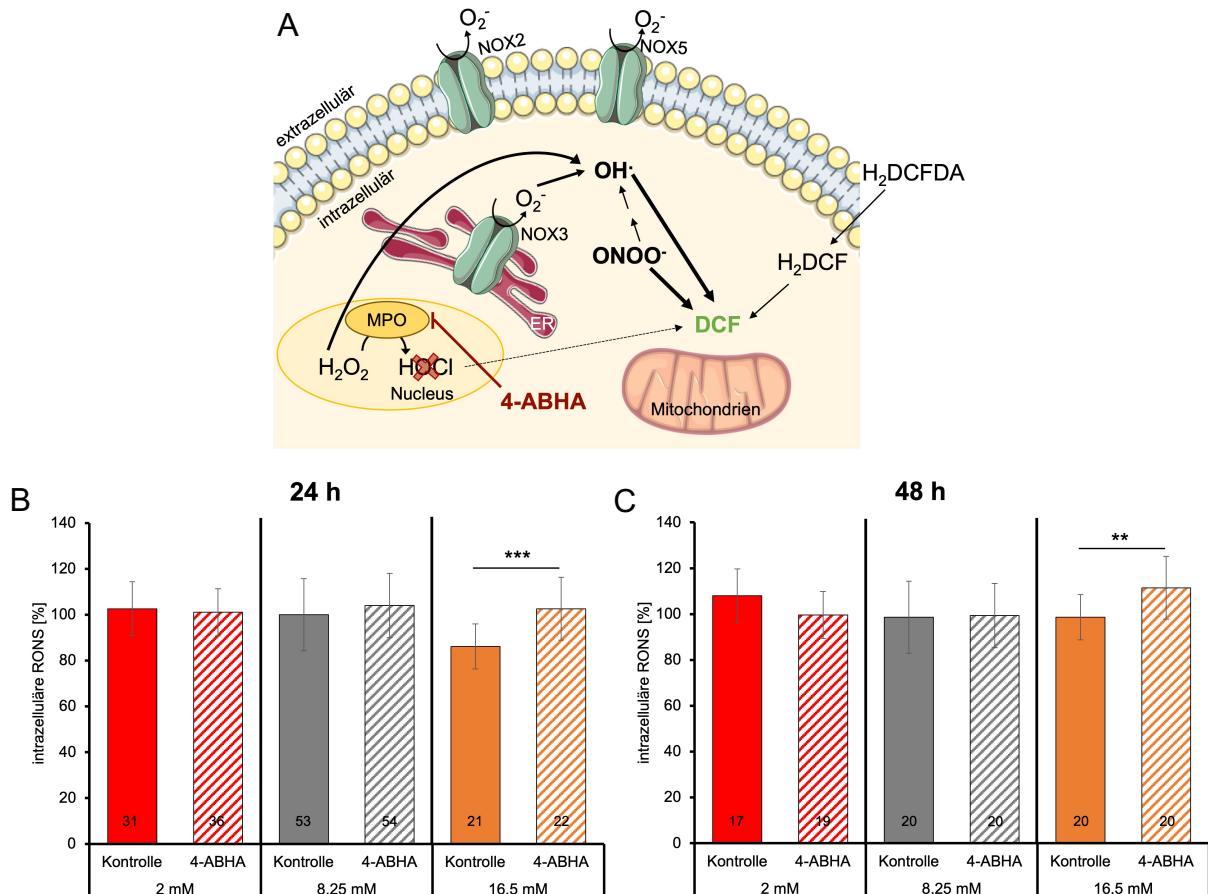 A
O₂⁻
NOX2
O₂⁻
NOX5
extrazellulär
intrazellulär
OH·
H₂DCFDA
O₂⁻
NOX3
ONOO⁻
H₂DCF
ER
MPO
DCF
H₂O₂
HOCl
Nucleus
4-ABHA
Mitochondrien
B
24 h
intrazelluläre RONS [%]
140
120
100
80
60
40
20
0
***
31
36
53
54
21
22
Kontrolle 4-ABHA Kontrolle 4-ABHA Kontrolle 4-ABHA
2 mM 8.25 mM 16.5 mM
C
48 h
intrazelluläre RONS [%]
140
120
100
80
60
40
20
0
**
17
19
20
20
20
20
Kontrolle 4-ABHA Kontrolle 4-ABHA Kontrolle 4-ABHA
2 mM 8.25 mM 16.5 mM